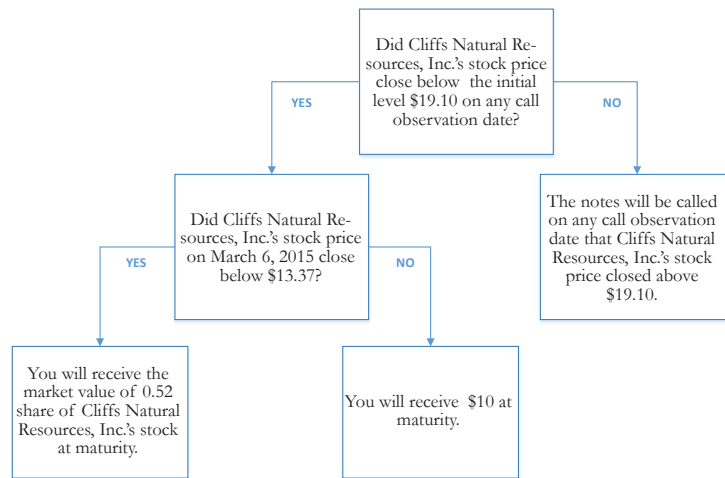 Did Cliffs Natural Re-
sources, Inc.'s stock price
close below the initial
level $19.10 on any call
observation date?
YES
NO
Did Cliffs Natural Re-
sources, Inc.'s stock price
on March 6, 2015 close
below $13.37?
The notes will be called
on any call observation
date that Cliffs Natural
Resources, Inc.'s stock
price closed above
$19.10.
YES
NO
You will receive the
market value of 0.52
share of Cliffs Natural
Resources, Inc.'s stock
at maturity.
You will receive $10 at
maturity.